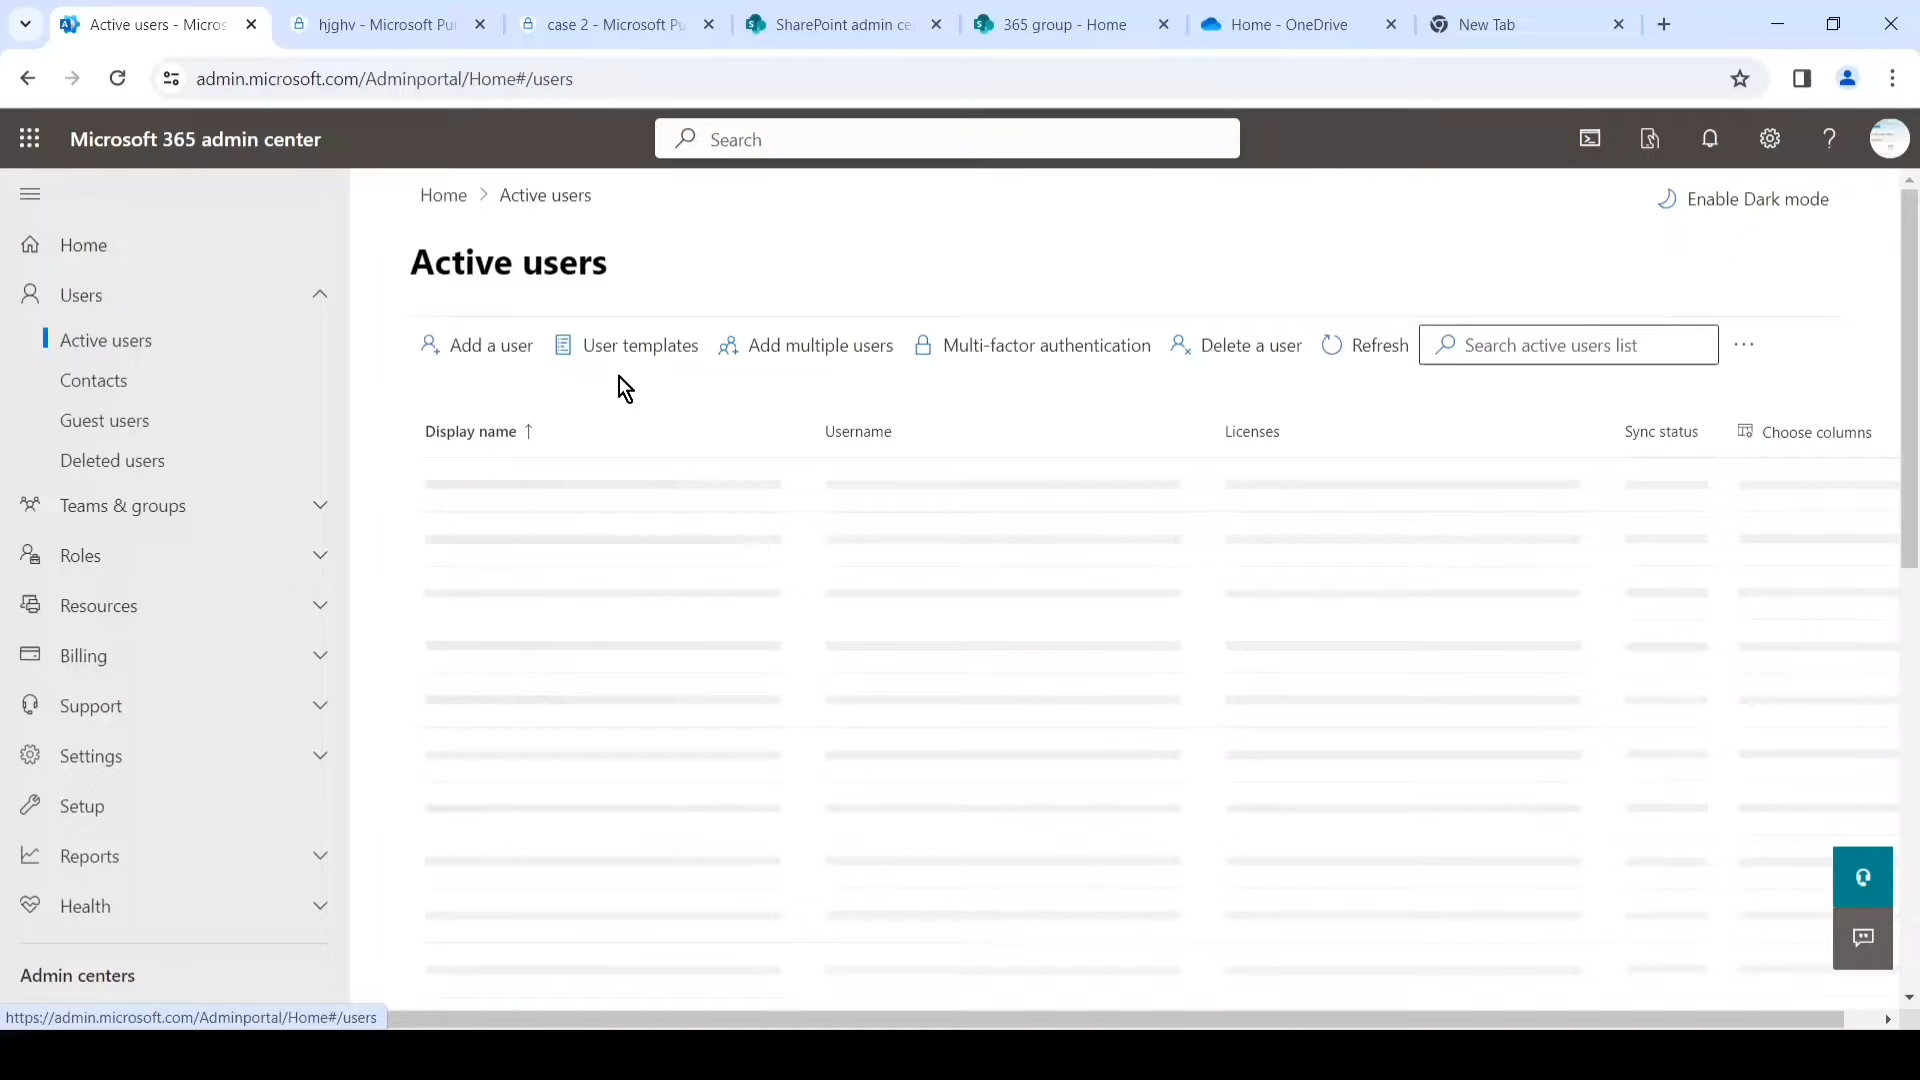 Active users - Micros
hjghv - Microsoft Pur
case 2 - Microsoft Pu
SharePoint admin ce
365 group - Home
Home - OneDrive
New Tab
admin.microsoft.com/Adminportal/Home#/users
Microsoft 365 admin center
Search
Home > Active users
Enable Dark mode
Active users
Add a user
User templates
Add multiple users
Multi-factor authentication
Delete a user
Refresh
Search active users list
Display name ↑
Username
Licenses
Sync status
Choose columns
Home
Users
Active users
Contacts
Guest users
Deleted users
Teams & groups
Roles
Resources
Billing
Support
Settings
Setup
Reports
Health
Admin centers
https://admin.microsoft.com/Adminportal/Home#/users